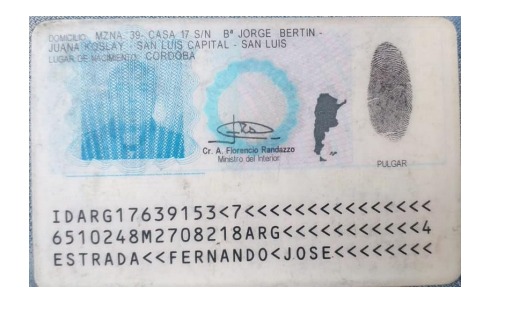 DOMICILIO: MZNA. 39- CASA 17 S/N Bº JORGE BERTIN -
JUANA KOSLAY - SAN LUIS CAPITAL - SAN LUIS
LUGAR DE NACIMIENTO: CORDOBA
Cr. A. Florencio Randazzo
Ministro del Interior
PULGAR
IDARG17639153<7<<<<<<<<<<<<<<<
6510248M2708218ARG<<<<<<<<<<<4
ESTRADA<<FERNANDO<JOSE<<<<<<<<